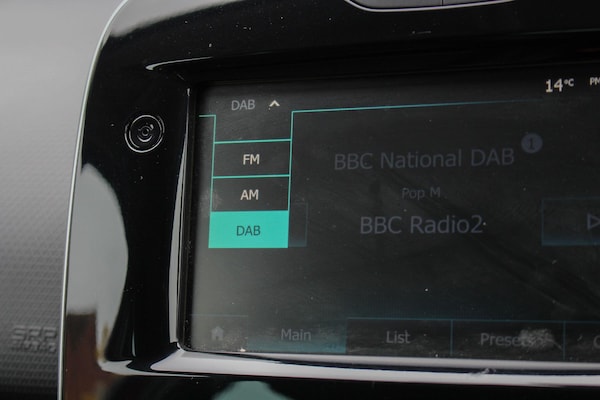 14°C
DAB
FM
AM
DAB
BBC National DAB
Pop M
BBC Radio2
Main
List
Presets